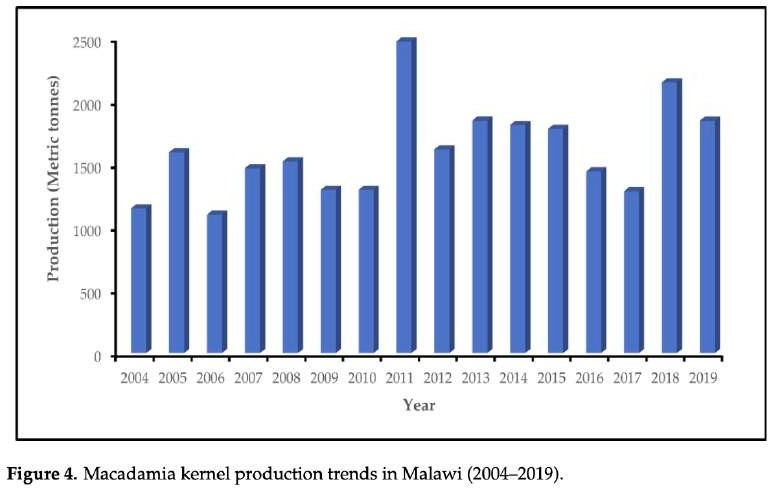 2500
2000
1500
1000
500
0
Production (Metric tonnes)
2004 2005 2006 2007 2008 2009 2010 2011 2012 2013 2014 2015 2016 2017 2018 2019
Year
Figure 4. Macadamia kernel production trends in Malawi (2004–2019).